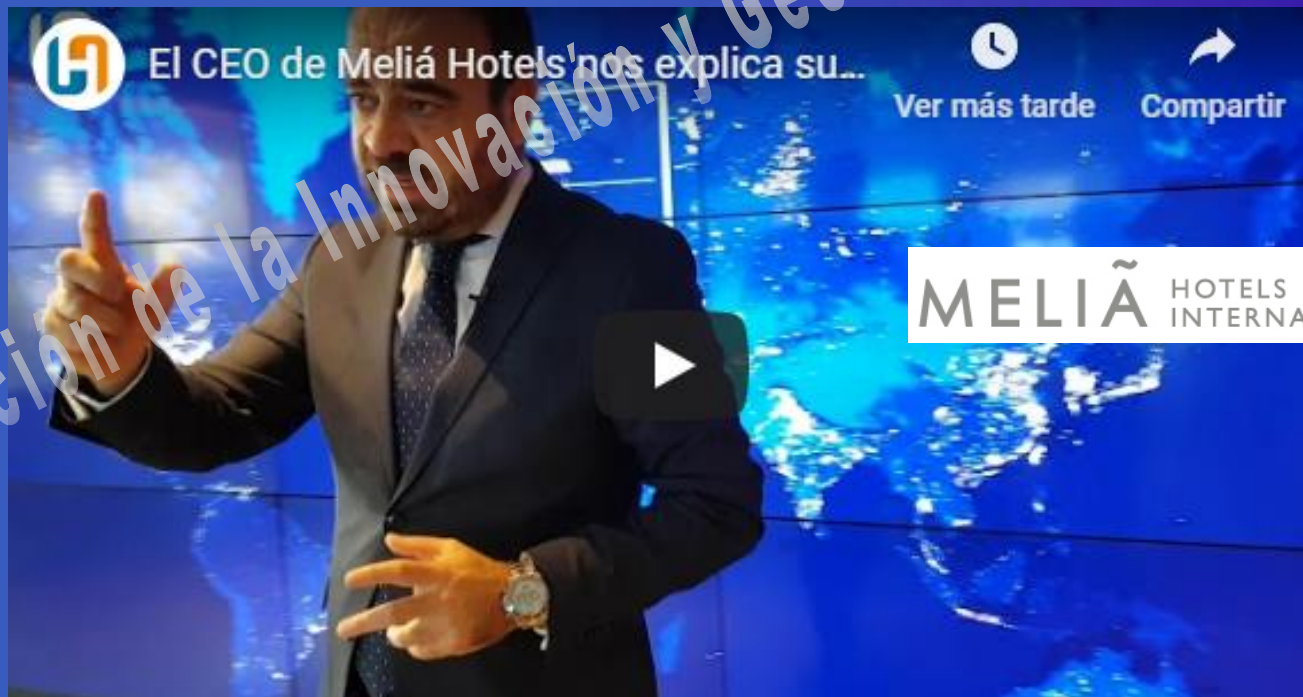 El CEO de Meliá Hotels nos explica su...
Ver más tarde
Compartir
ción de la Innovación y Ge
MELIÃ HOTELS
INTERNA